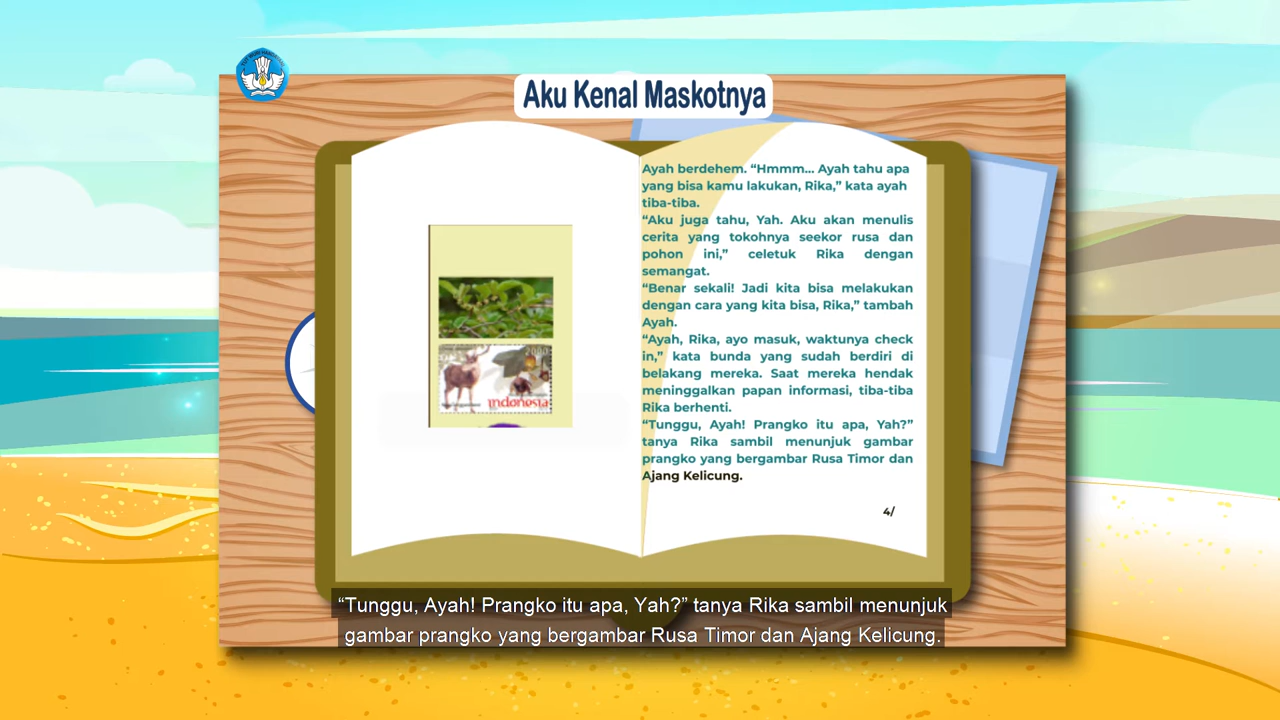 Aku Kenal Maskotnya
Ayah berdehem. “Hmmm... Ayah tahu apa
yang bisa kamu lakukan, Rika,” kata ayah
tiba-tiba.
“Aku juga tahu, Yah. Aku akan menulis
cerita yang tokohnya seekor rusa dan
pohon ini,” celetuk Rika dengan
semangat.
“Benar sekali! Jadi kita bisa melakukan
dengan cara yang kita bisa, Rika,” tambah
Ayah.
“Ayah, Rika, ayo masuk, waktunya check
in,” kata bunda yang sudah berdiri di
belakang mereka. Saat mereka hendak
meninggalkan papan informasi, tiba-tiba
Rika berhenti.
“Tunggu, Ayah! Prangko itu apa, Yah?”
tanya Rika sambil menunjuk gambar
prangko yang bergambar Rusa Timor dan
Ajang Kelicung.
indonesia
4/
“Tunggu, Ayah! Prangko itu apa, Yah?” tanya Rika sambil menunjuk
gambar prangko yang bergambar Rusa Timor dan Ajang Kelicung.